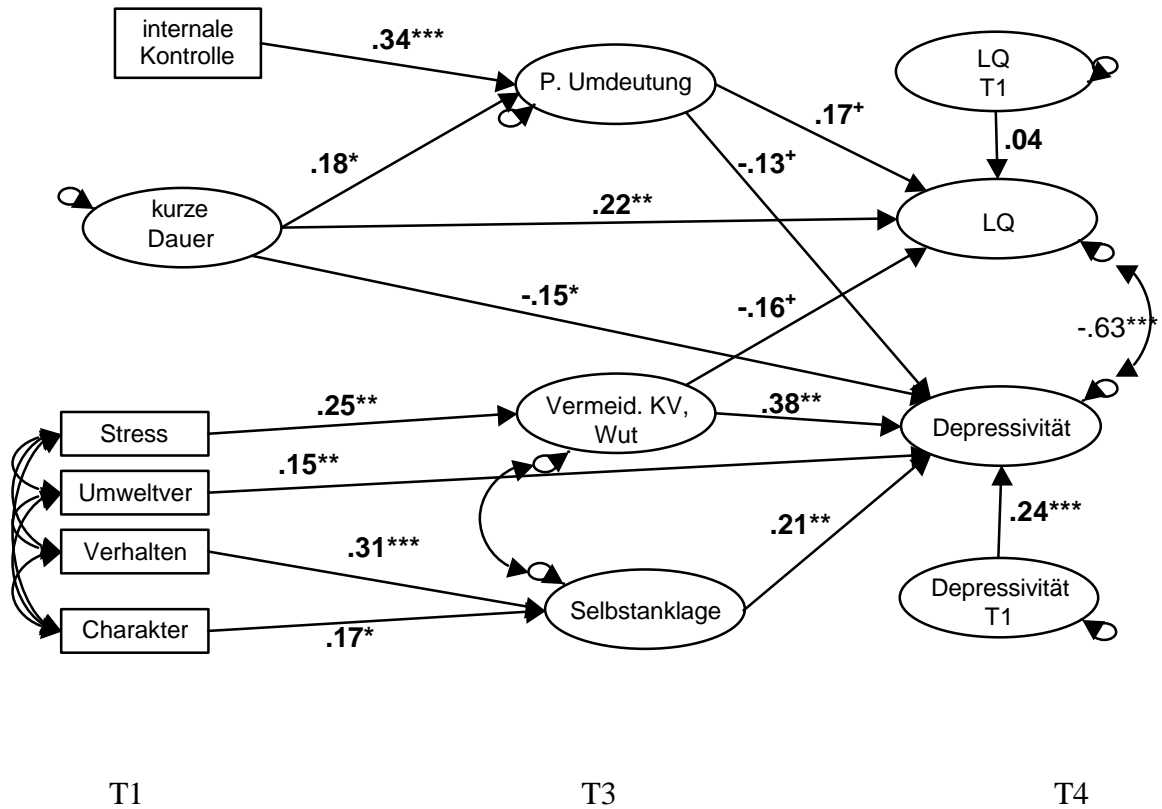 internale
Kontrolle
.34***
P. Umdeutung
LQ
T1
.17⁺
.04
.18*
-.13⁺
kurze
Dauer
.22**
LQ
-.15*
-.16⁺
-.63***
Stress
.25**
Vermeid. KV,
Wut
.38**
Depressivität
Umweltver
.15**
Verhalten
.31***
.21**
.24***
Charakter
.17*
Selbstanklage
Depressivität
T1
T1
T3
T4